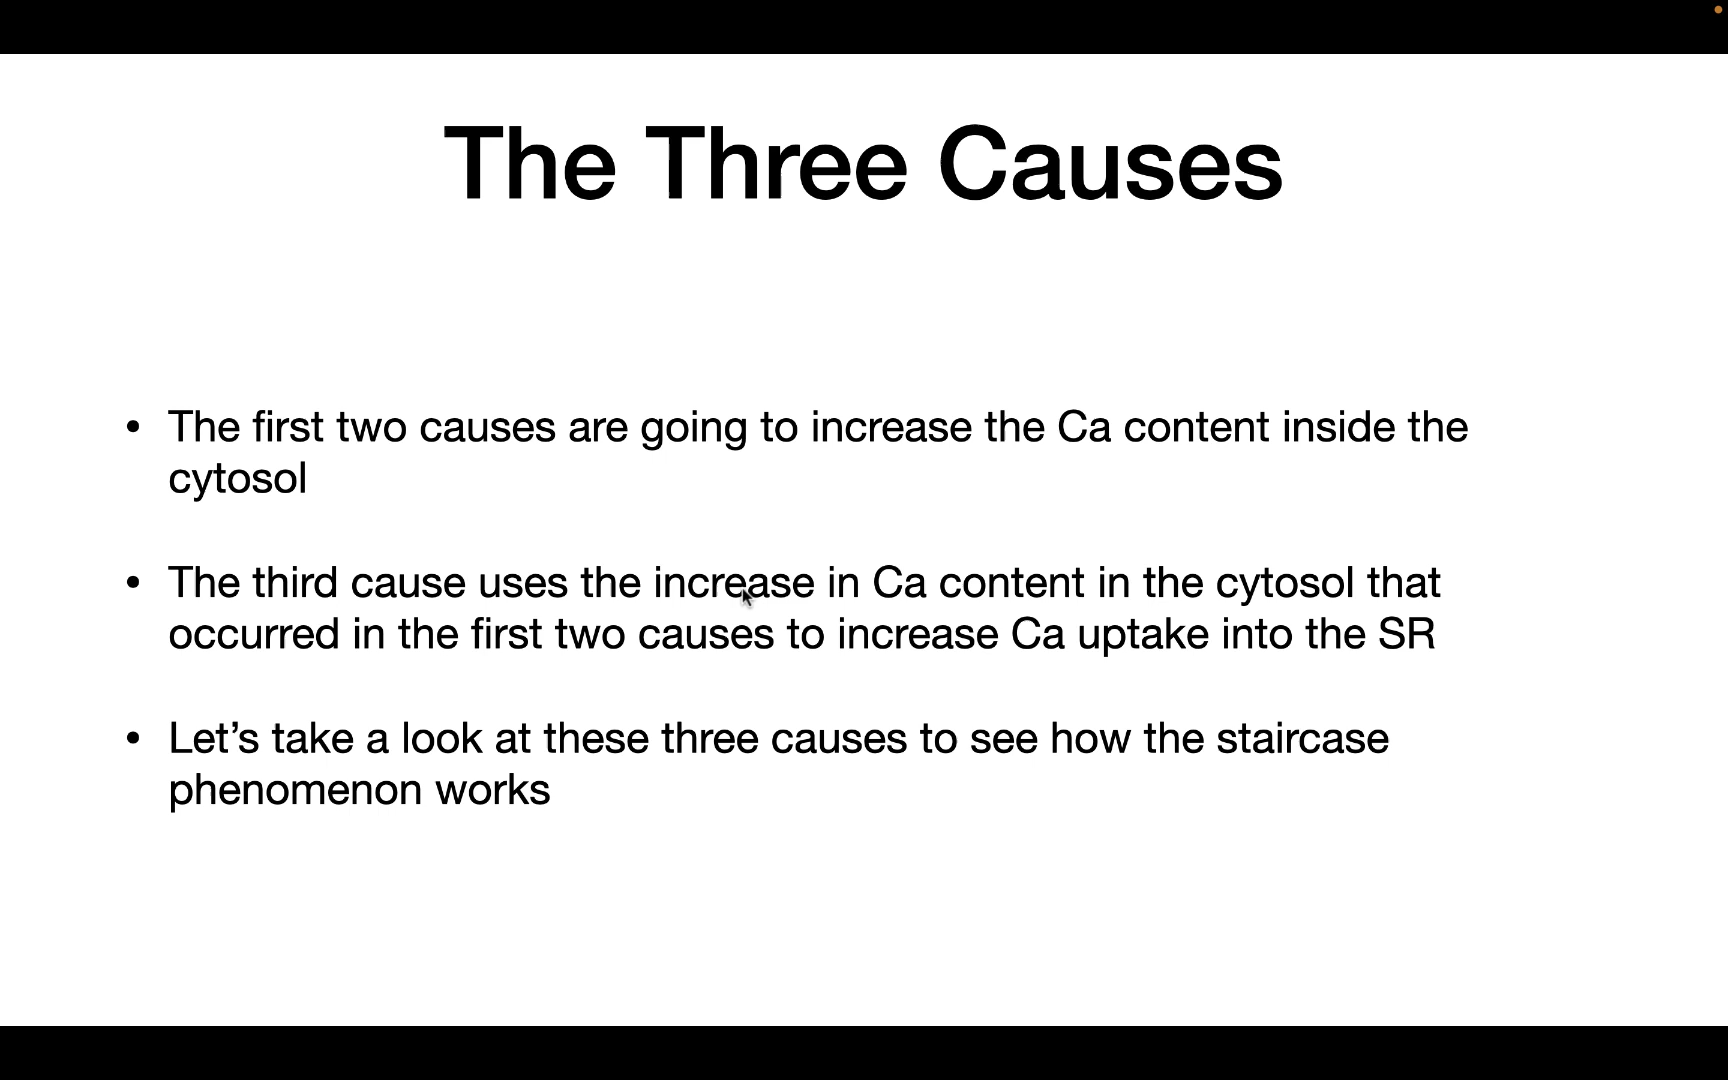 The Three Causes
• The first two causes are going to increase the Ca content inside the
cytosol
• The third cause uses the increase in Ca content in the cytosol that
occurred in the first two causes to increase Ca uptake into the SR
• Let’s take a look at these three causes to see how the staircase
phenomenon works